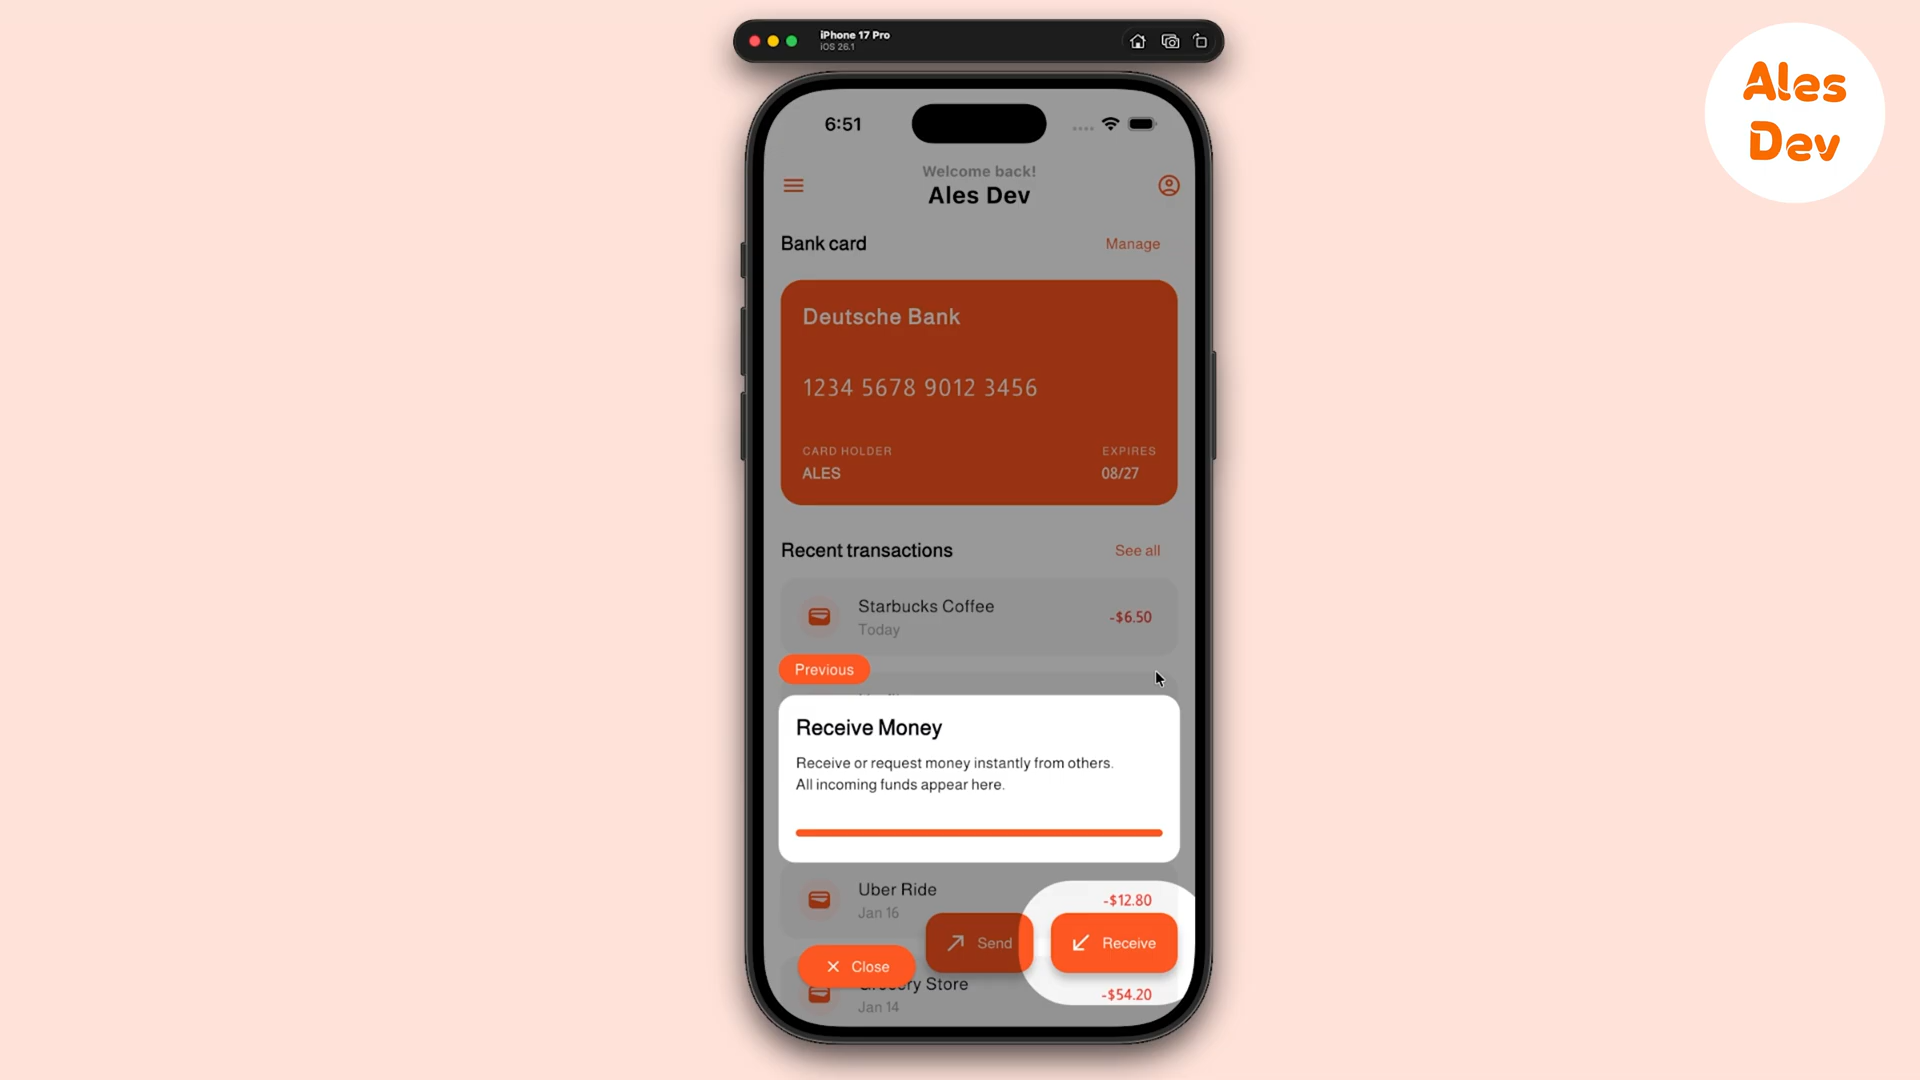 iPhone 17 Pro
iOS 26.1
Ales
Dev
6:51
Welcome back!
Ales Dev
Bank card
Manage
Deutsche Bank
1234 5678 9012 3456
CARD HOLDER
EXPIRES
ALES
08/27
Recent transactions
See all
Starbucks Coffee
-$6.50
Today
Previous
Receive Money
Receive or request money instantly from others.
All incoming funds appear here.
Uber Ride
-$12.80
Jan 16
Send
Receive
Close
Grocery Store
-$54.20
Jan 14